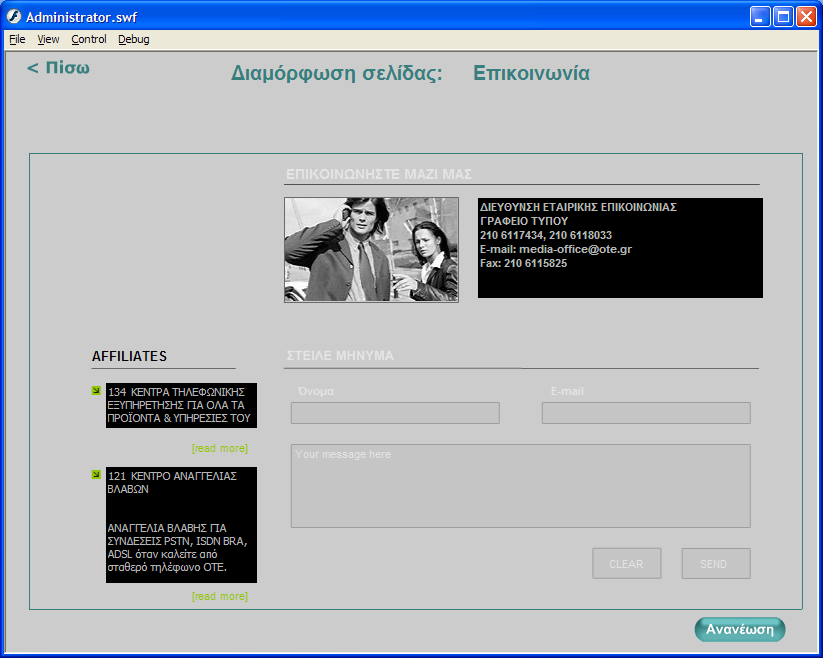 Administrator.swf
File View Control Debug
< Πίσω
Διαμόρφωση σελίδας: Επικοινωνία
ΕΠΙΚΟΙΝΩΝΗΣΤΕ ΜΑΖΙ ΜΑΣ
ΔΙΕΥΘΥΝΣΗ ΕΤΑΙΡΙΚΗΣ ΕΠΙΚΟΙΝΩΝΙΑΣ
ΓΡΑΦΕΙΟ ΤΥΠΟΥ
210 6117434, 210 6118033
E-mail: media-office@ote.gr
Fax: 210 6115825
AFFILIATES
134 ΚΕΝΤΡΑ ΤΗΛΕΦΩΝΙΚΗΣ
ΕΞΥΠΗΡΕΤΗΣΗΣ ΓΙΑ ΟΛΑ ΤΑ
ΠΡΟΪΟΝΤΑ & ΥΠΗΡΕΣΙΕΣ ΤΟΥ
[read more]
121 ΚΕΝΤΡΟ ΑΝΑΓΓΕΛΙΑΣ
ΒΛΑΒΩΝ
ΑΝΑΓΓΕΛΙΑ ΒΛΑΒΗΣ ΓΙΑ
ΣΥΝΔΕΣΕΙΣ PSTN, ISDN BRA,
ADSL όταν καλείτε από
σταθερό τηλέφωνο ΟΤΕ.
[read more]
ΣΤΕΙΛΕ ΜΗΝΥΜΑ
Όνομα E-mail
Your message here
CLEAR SEND
Ανανέωση